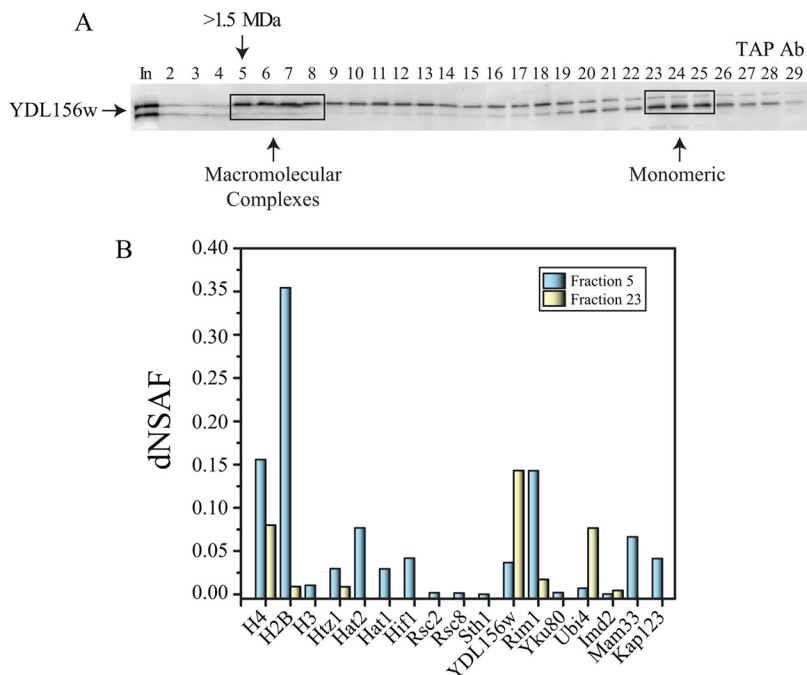 A
>1.5 MDa
TAP Ab
In 2 3 4 5 6 7 8 9 10 11 12 13 14 15 16 17 18 19 20 21 22 23 24 25 26 27 28 29
YDL156w
Macromolecular
Complexes
Monomeric
B
0.40
0.35
0.30
0.25
0.20
0.15
0.10
0.05
0.00
dNSAF
Fraction 5
Fraction 23
H4 H2B H3 Htz1 Hat2 Hat1 Hif1 Rsc2 Rsc8 Sth1 YDL156w Rim1 Yku80 Ubi4 Imd2 Mam33 Kap123